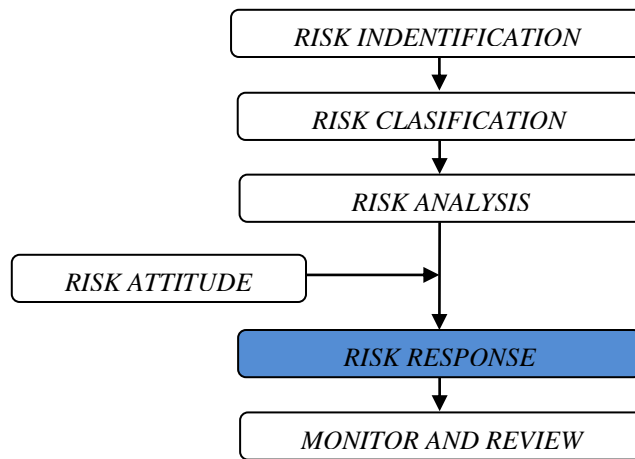 RISK INDENTIFICATION
RISK CLASIFICATION
RISK ANALYSIS
RISK ATTITUDE
RISK RESPONSE
MONITOR AND REVIEW